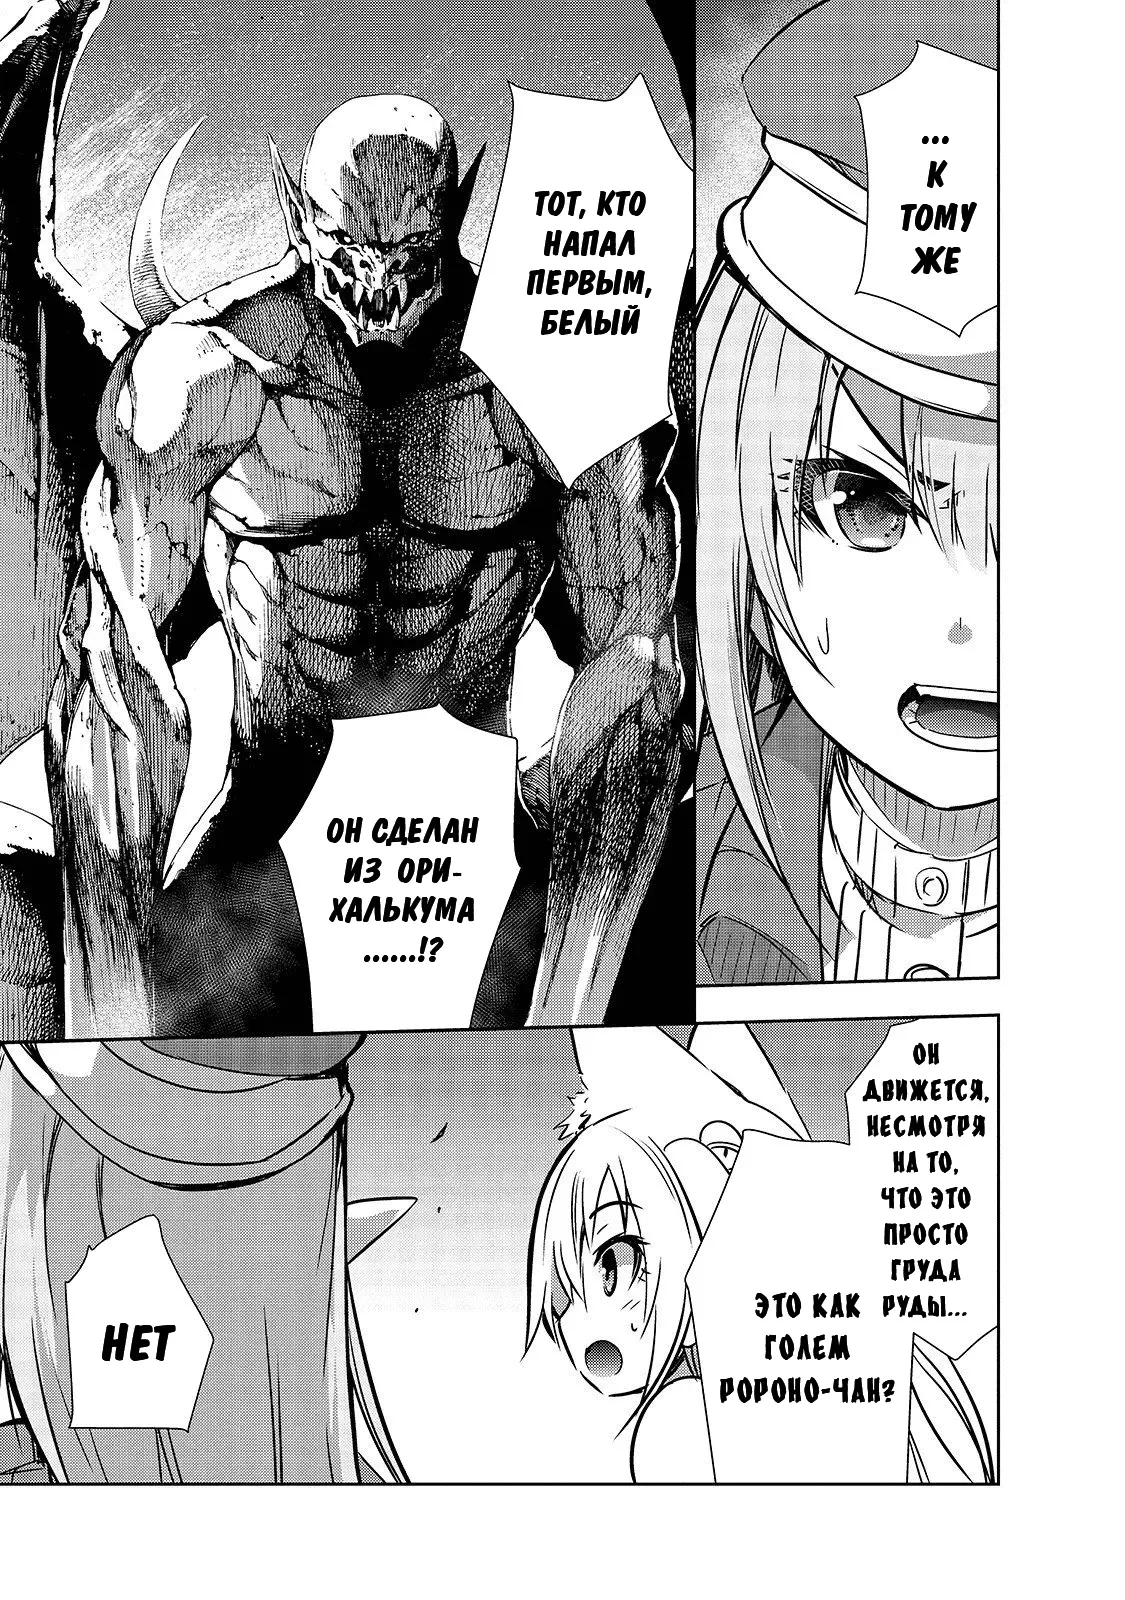 ...
К
ТОМУ
ЖЕ
ТОТ, КТО
НАПАЛ
ПЕРВЫМ,
БЕЛЫЙ
ОН СДЕЛАН
ИЗ ОРИ-
ХАЛЬКУМА
......!?
ОН
ДВИЖЕТСЯ,
НЕСМОТРЯ
НА ТО,
ЧТО ЭТО
ПРОСТО
ГРУДА
РУДЫ...
ЭТО КАК
ГОЛЕМ
РОРОНО-ЧАН?
НЕТ